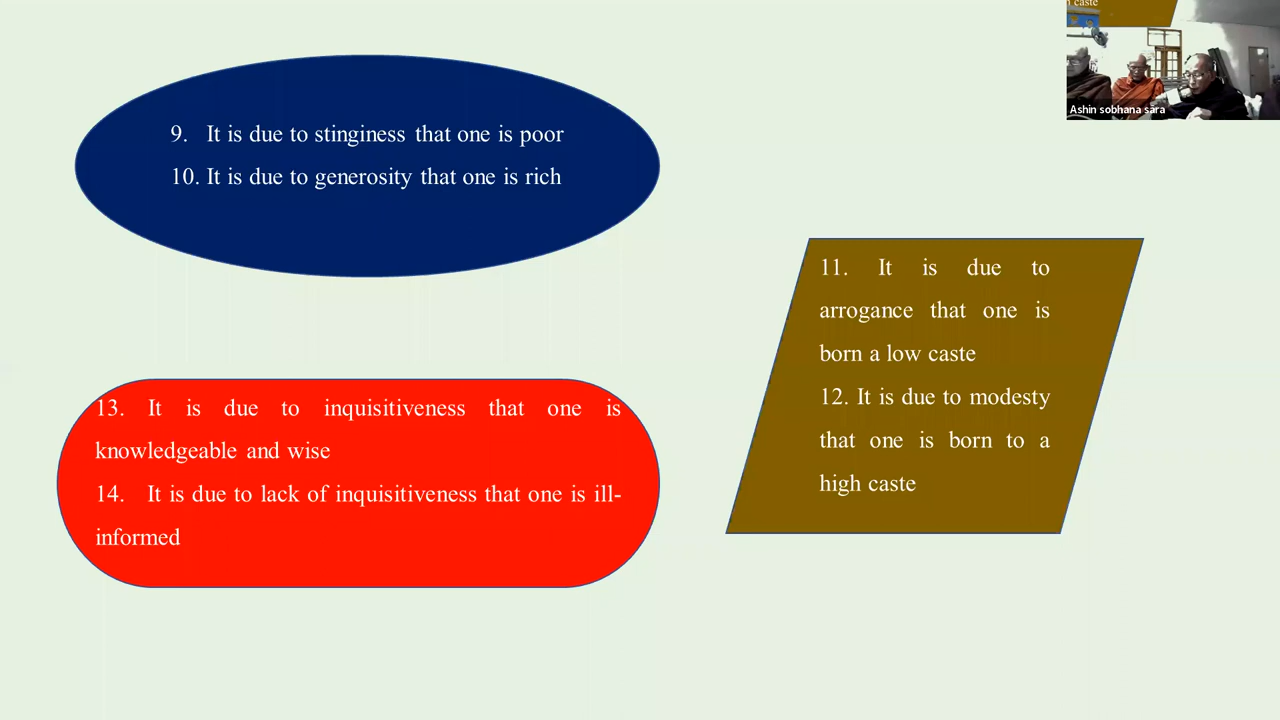 9. It is due to stinginess that one is poor
10. It is due to generosity that one is rich
11. It is due to
arrogance that one is
born a low caste
12. It is due to modesty
that one is born to a
high caste
13. It is due to inquisitiveness that one is
knowledgeable and wise
14. It is due to lack of inquisitiveness that one is ill-
informed
caste
Ashin sobhana sara